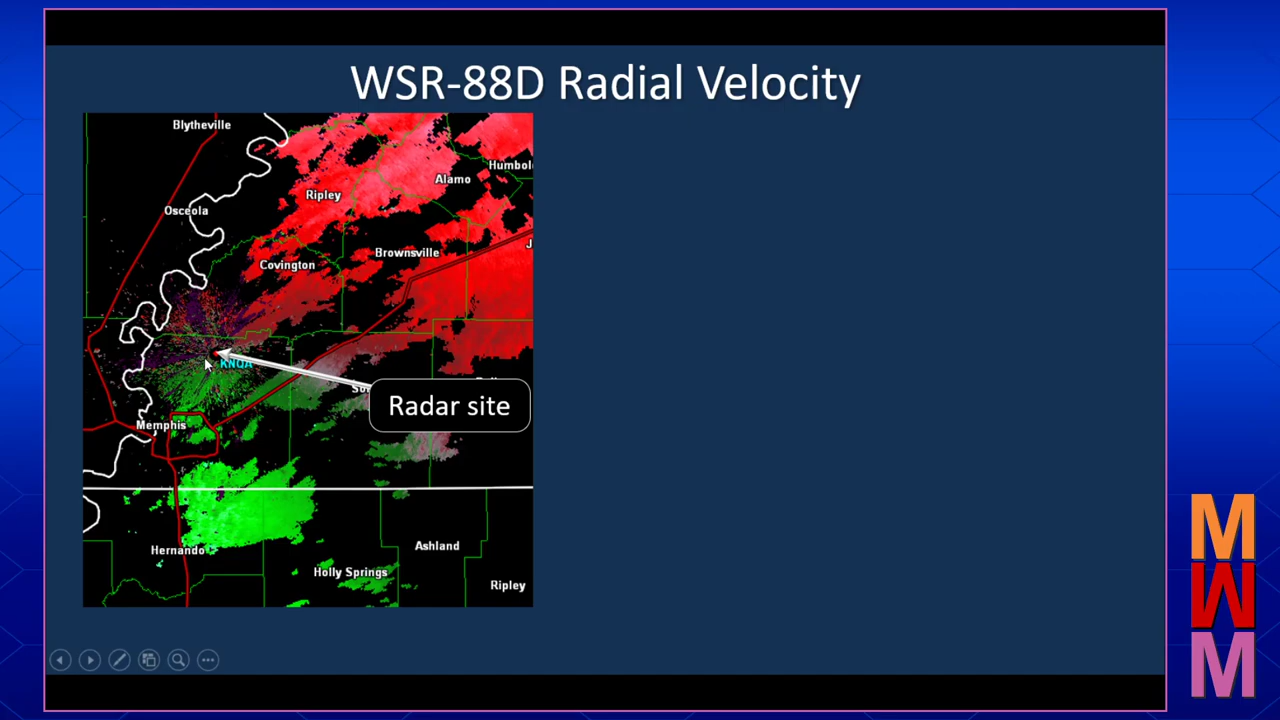 WSR-88D Radial Velocity
Blytheville
Humbol
Alamo
Ripley
Osceola
Brownsville
J
Covington
KNQA
So
Radar site
Memphis
Hernando
Ashland
Holly Springs
Ripley
M
W
M